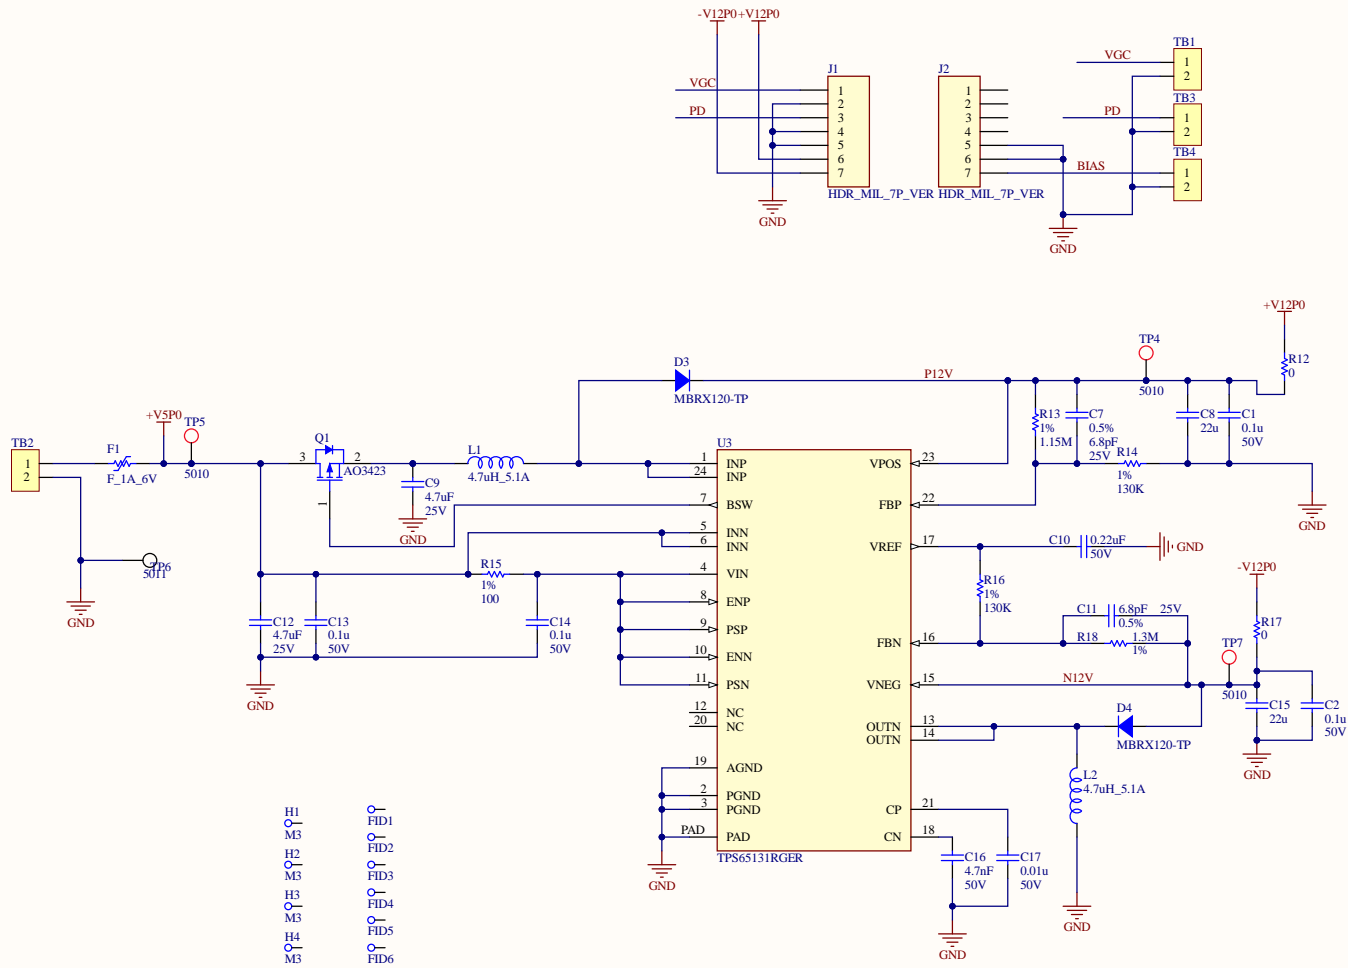 -V12P0 +V12P0
J1
VGC
1
2
PD
3
4
5
6
7
HDR_MIL_7P_VER
GND
J2
1
2
3
4
5
6
7
HDR_MIL_7P_VER
BIAS
GND
TB1
VGC
1
2
TB3
PD
1
2
TB4
1
2
+V12P0
R12
0
TP4
5010
D3
MBRX120-TP
P12V
R13
1%
1.15M
C7
0.5%
6.8pF
25V
R14
1%
130K
C8
22u
C1
0.1u
50V
GND
TB2
1
2
F1
F_1A_6V
+V5P0
TP5
5010
TP6
5011
GND
Q1
3
2
1
AO3423
C9
4.7uF
25V
GND
L1
4.7uH_5.1A
R15
1%
100
C12
4.7uF
25V
C13
0.1u
50V
C14
0.1u
50V
GND
U3
1 INP
24 INP
7 BSW
5 INN
6 INN
4 VIN
8 ENP
9 PSP
10 ENN
11 PSN
12 NC
20 NC
19 AGND
2 PGND
3 PGND
PAD PAD
VPOS 23
FBP 22
VREF 17
FBN 16
VNEG 15
OUTN 13
OUTN 14
CP 21
CN 18
TPS65131RGER
GND
C10 0.22uF
50V
GND
R16
1%
130K
C11 6.8pF 25V
0.5%
R18 1.3M
1%
N12V
-V12P0
R17
0
TP7
5010
C15
22u
C2
0.1u
50V
GND
D4
MBRX120-TP
L2
4.7uH_5.1A
GND
C16
4.7nF
50V
C17
0.01u
50V
GND
H1
M3
H2
M3
H3
M3
H4
M3
FID1
FID2
FID3
FID4
FID5
FID6